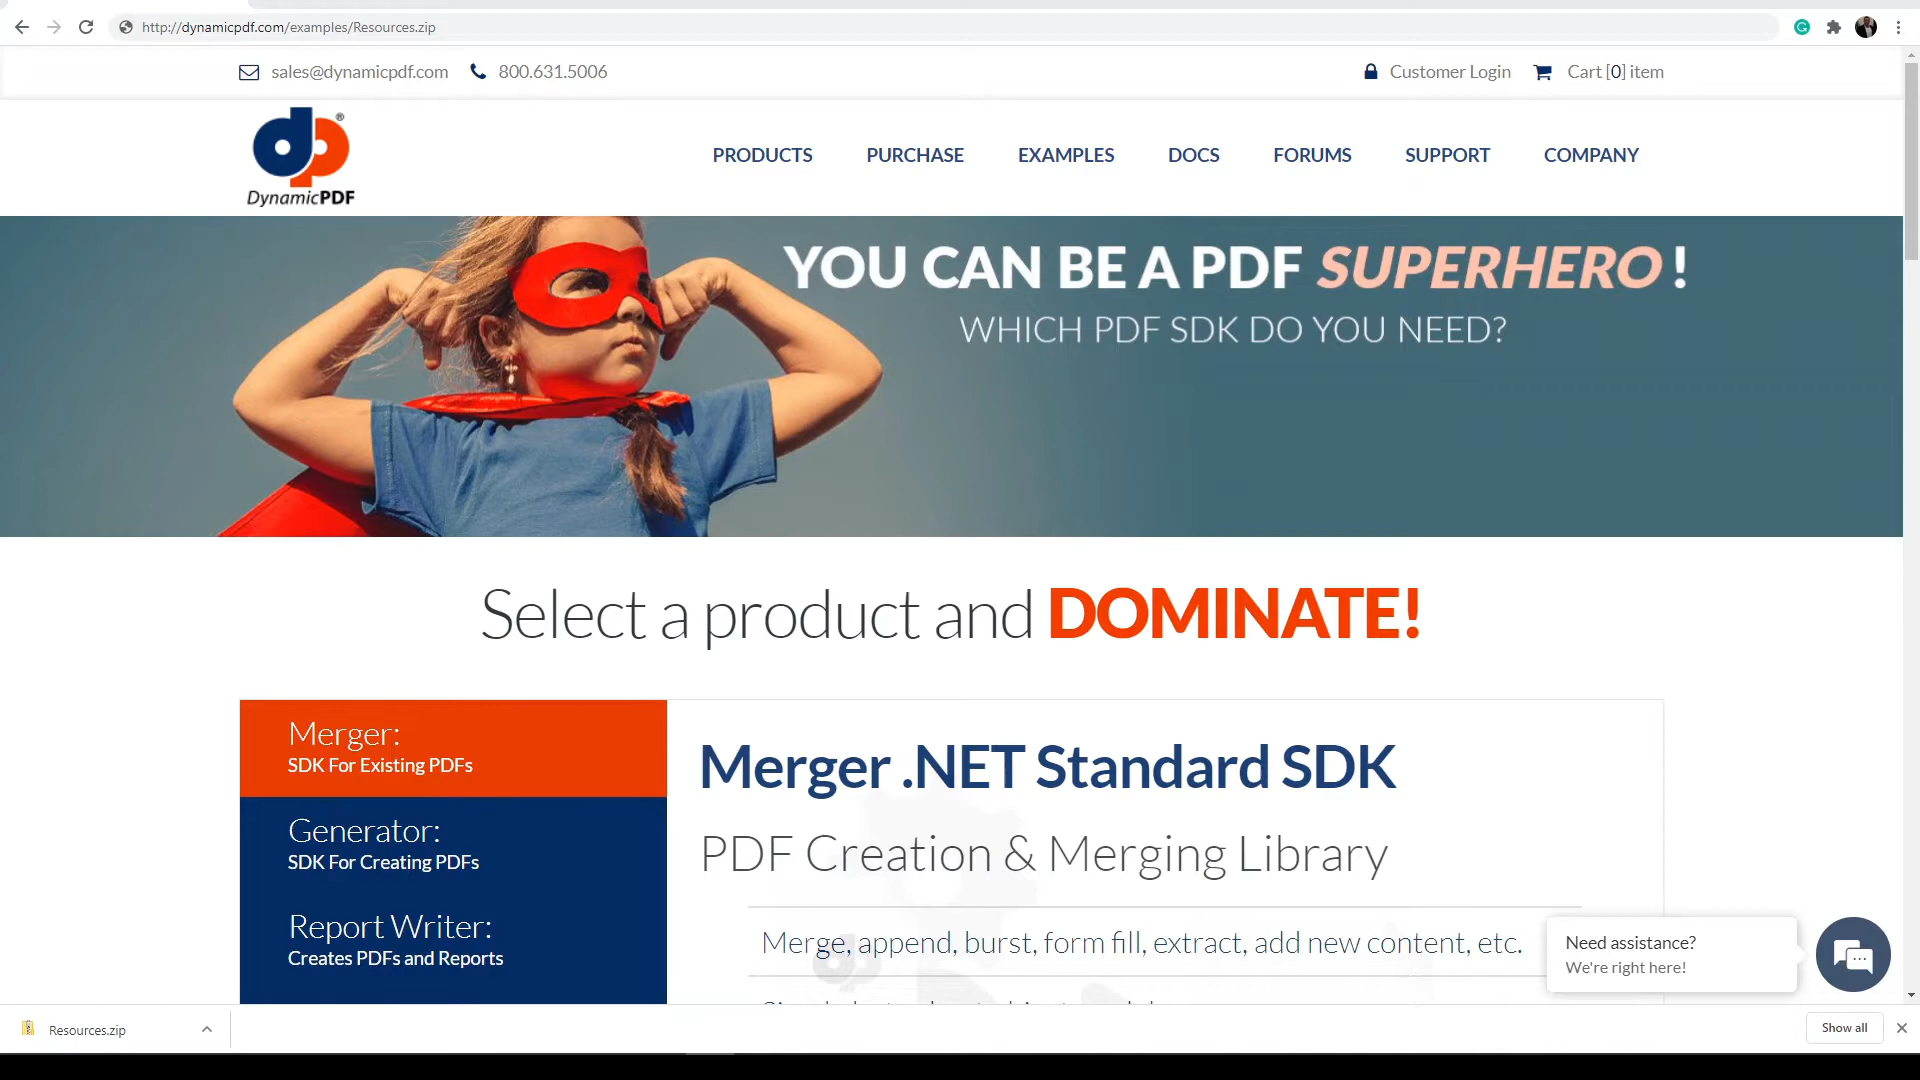 http://dynamicpdf.com/examples/Resources.zip
sales@dynamicpdf.com 800.631.5006 Customer Login Cart [0] item
DynamicPDF
PRODUCTS PURCHASE EXAMPLES DOCS FORUMS SUPPORT COMPANY
YOU CAN BE A PDF SUPERHERO!
WHICH PDF SDK DO YOU NEED?
Select a product and DOMINATE!
Merger:
SDK For Existing PDFs
Generator:
SDK For Creating PDFs
Report Writer:
Creates PDFs and Reports
Merger .NET Standard SDK
PDF Creation & Merging Library
Merge, append, burst, form fill, extract, add new content, etc.
Need assistance?
We're right here!
Resources.zip
Show all